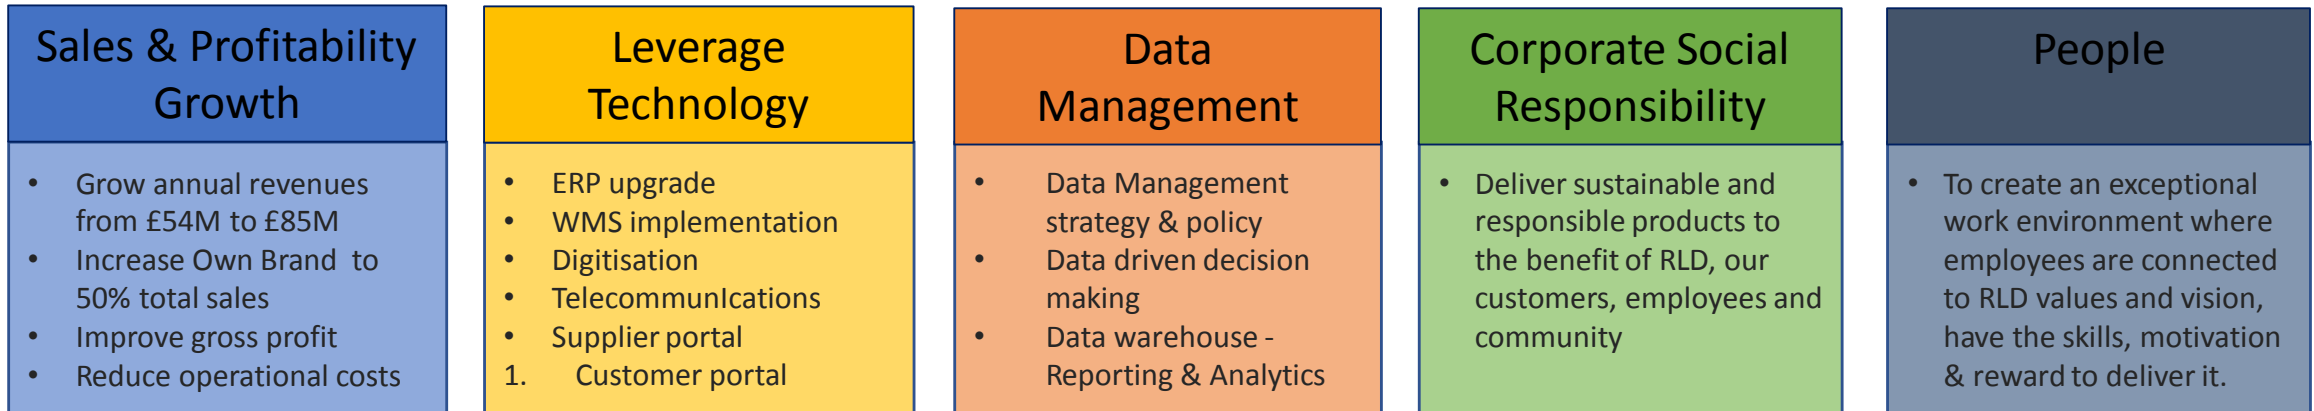 Sales & Profitability
Growth
• Grow annual revenues
from £54M to £85M
• Increase Own Brand to
50% total sales
• Improve gross profit
• Reduce operational costs
Leverage
Technology
• ERP upgrade
• WMS implementation
• Digitisation
• TelecommunIcations
• Supplier portal
1. Customer portal
Data
Management
• Data Management
strategy & policy
• Data driven decision
making
• Data warehouse -
Reporting & Analytics
Corporate Social
Responsibility
• Deliver sustainable and
responsible products to
the benefit of RLD, our
customers, employees and
community
People
• To create an exceptional
work environment where
employees are connected
to RLD values and vision,
have the skills, motivation
& reward to deliver it.